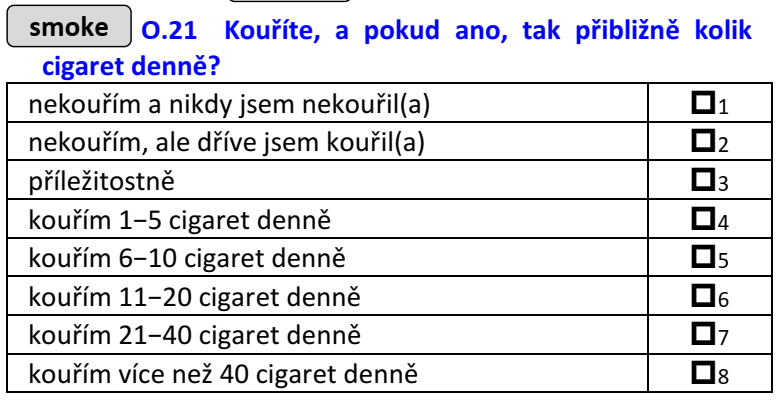 smoke O.21 Kouříte, a pokud ano, tak přibližně kolik
cigaret denně?
nekouřím a nikdy jsem nekouřil(a) 1
nekouřím, ale dříve jsem kouřil(a) 2
příležitostně 3
kouřím 1−5 cigaret denně 4
kouřím 6−10 cigaret denně 5
kouřím 11−20 cigaret denně 6
kouřím 21−40 cigaret denně 7
kouřím více než 40 cigaret denně 8